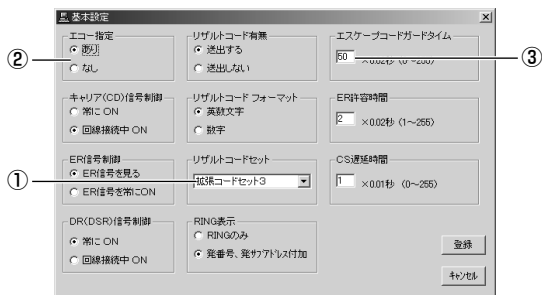 基本設定
エコー指定
あり
なし
リザルトコード有無
送出する
送出しない
エスケープコードガードタイム
50 ×0.02秒 (0～250)
②
③
キャリア(CD)信号制御
常に ON
回線接続中 ON
リザルトコード フォーマット
英数文字
数字
ER許容時間
2 ×0.02秒 (1～255)
ER信号制御
ER信号を見る
ER信号を常にON
リザルトコードセット
拡張コードセット3
CS遅延時間
1 ×0.01秒 (0～255)
①
DR(DSR)信号制御
常に ON
回線接続中 ON
RING表示
RINGのみ
発番号、発サブアドレス付加
登録
キャンセル